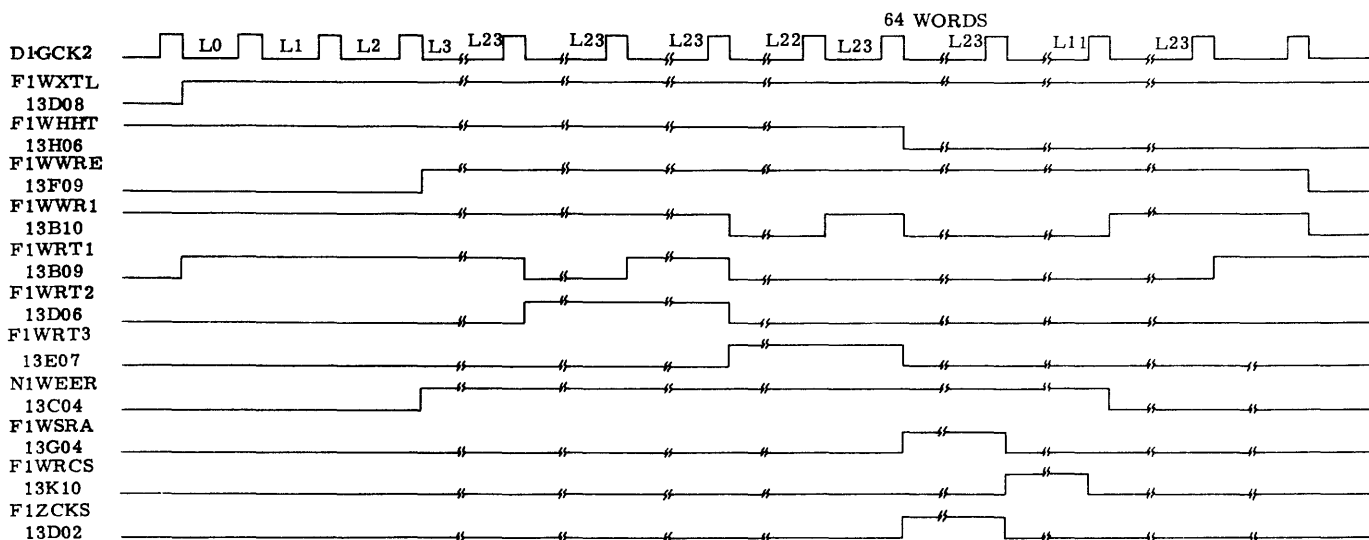 64 WORDS
D1GCK2 L0 L1 L2 L3 L23 L23 L23 L22 L23 L23 L11 L23
F1WXTL
13D08
F1WHHT
13H06
F1WWRE
13F09
F1WWR1
13B10
F1WRT1
13B09
F1WRT2
13D06
F1WRT3
13E07
N1WEER
13C04
F1WSRA
13G04
F1WRCS
13K10
F1ZCKS
13D02